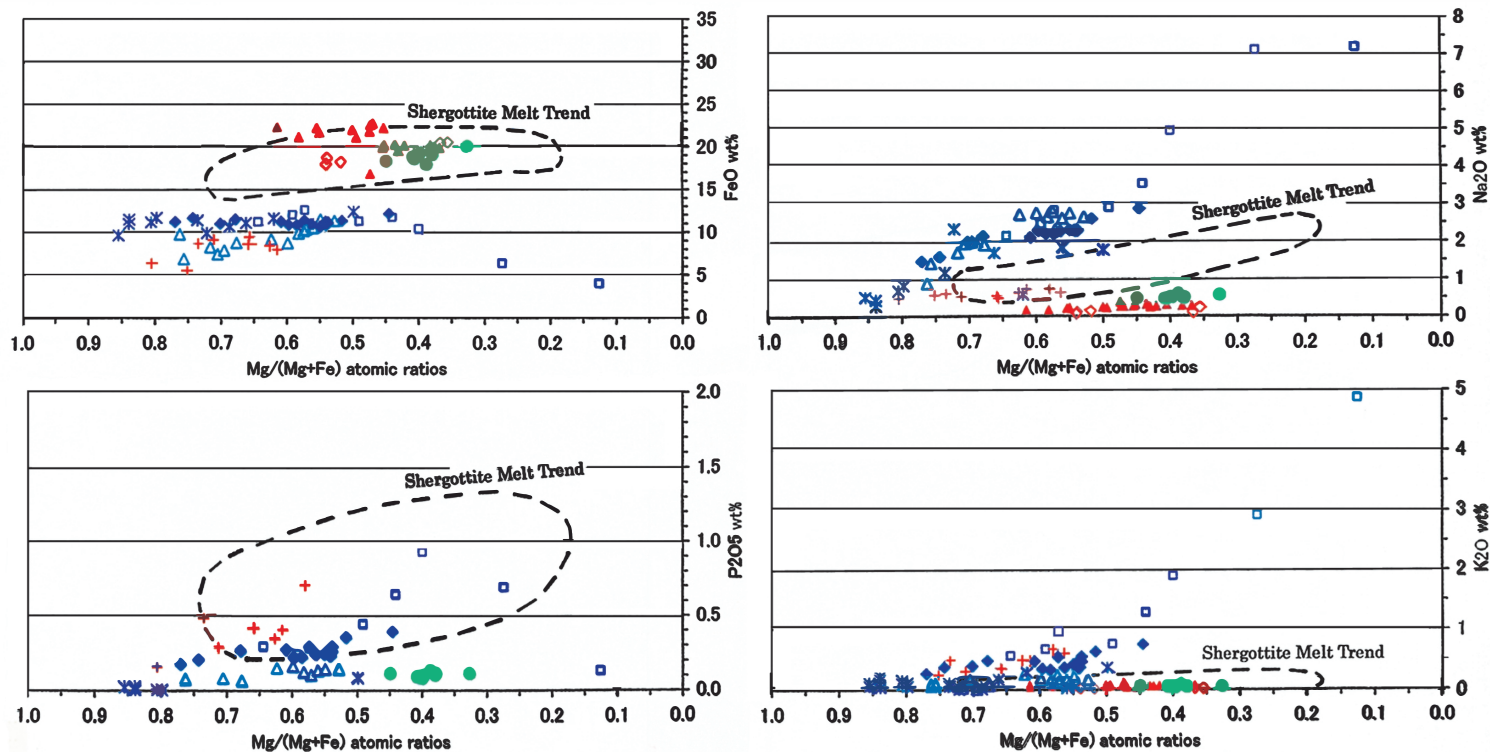 35
30
25
20
15
10
5
0
FeO wt%
Shergottite Melt Trend
1.0 0.9 0.8 0.7 0.6 0.5 0.4 0.3 0.2 0.1 0.0
Mg/(Mg+Fe) atomic ratios
8
7
6
5
4
3
2
1
0
Na2O wt%
Shergottite Melt Trend
1.0 0.9 0.8 0.7 0.6 0.5 0.4 0.3 0.2 0.1 0.0
Mg/(Mg+Fe) atomic ratios
2.0
1.5
1.0
0.5
0.0
P2O5 wt%
Shergottite Melt Trend
1.0 0.9 0.8 0.7 0.6 0.5 0.4 0.3 0.2 0.1 0.0
Mg/(Mg+Fe) atomic ratios
5
4
3
2
1
0
K2O wt%
Shergottite Melt Trend
1.0 0.9 0.8 0.7 0.6 0.5 0.4 0.3 0.2 0.1 0.0
Mg/(Mg+Fe) atomic ratios